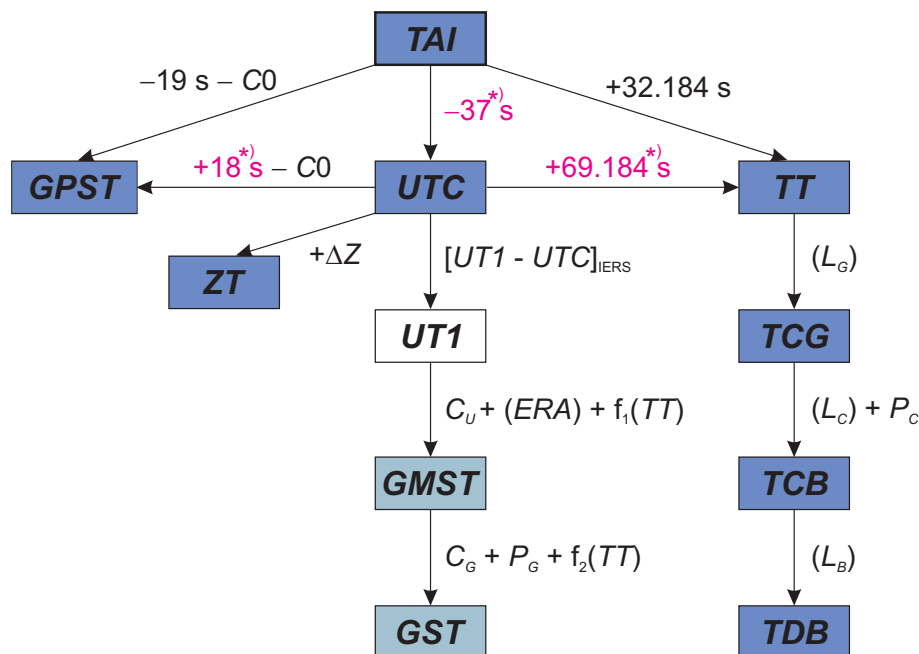 TAI
−19 s − C0
−37*)s
+32.184 s
GPST
+18*)s − C0
UTC
+69.184*)s
TT
ZT
+ΔZ
[UT1 - UTC]IERS
(LG)
UT1
TCG
CU + (ERA) + f1(TT)
(LC) + PC
GMST
TCB
CG + PG + f2(TT)
(LB)
GST
TDB